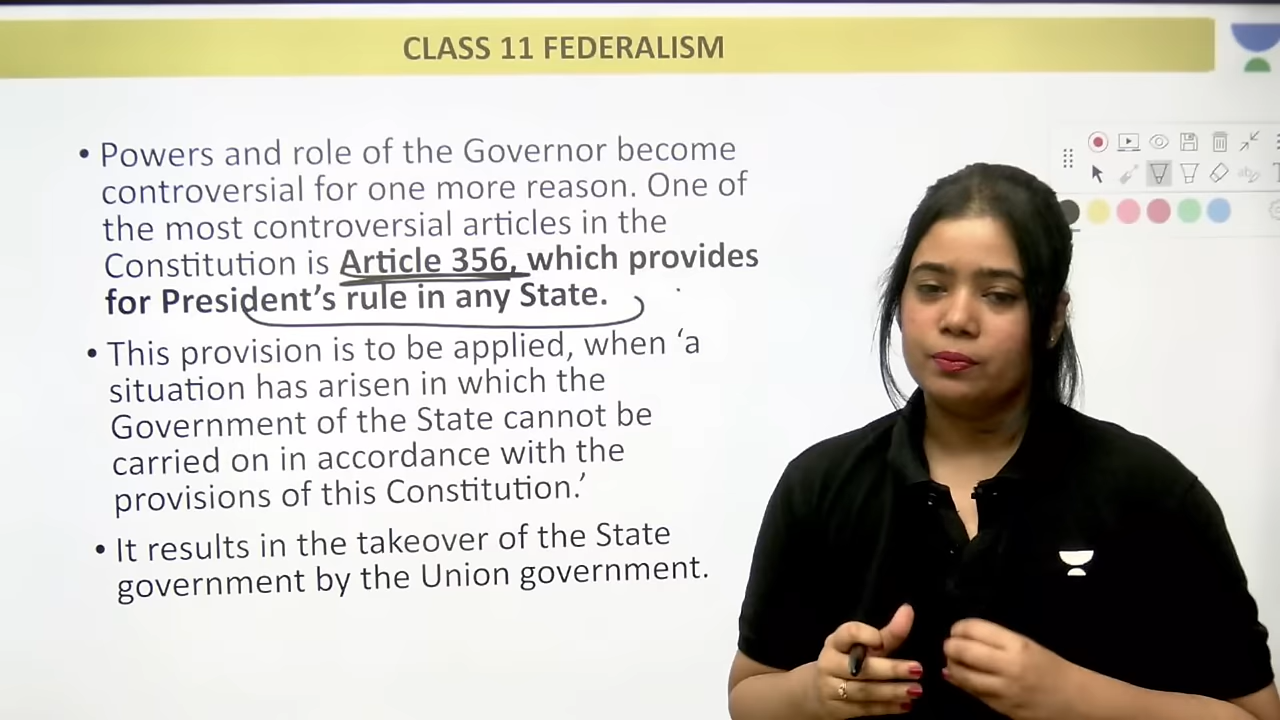 CLASS 11 FEDERALISM
• Powers and role of the Governor become
controversial for one more reason. One of
the most controversial articles in the
Constitution is Article 356, which provides
for President’s rule in any State.
• This provision is to be applied, when ‘a
situation has arisen in which the
Government of the State cannot be
carried on in accordance with the
provisions of this Constitution.’
• It results in the takeover of the State
government by the Union government.